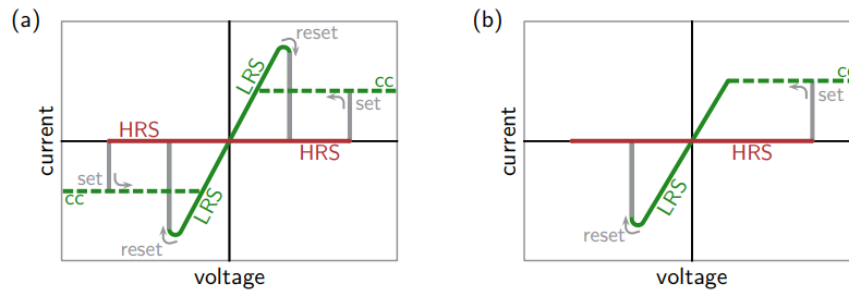 (a)
reset
LRS
cc
set
HRS
HRS
current
set
cc
LRS
reset
voltage
(b)
cc
set
HRS
current
LRS
reset
voltage